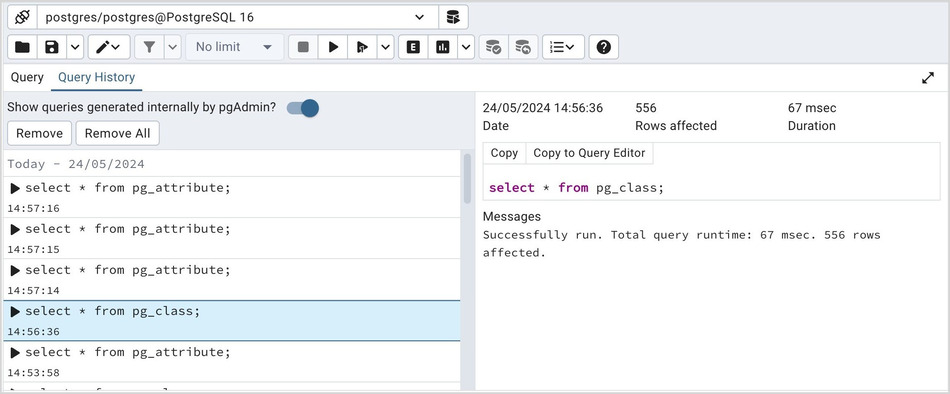 postgres/postgres@PostgreSQL 16
No limit
E
Query Query History
Show queries generated internally by pgAdmin?
Remove Remove All
Today - 24/05/2024
select * from pg_attribute;
14:57:16
select * from pg_attribute;
14:57:15
select * from pg_attribute;
14:57:14
select * from pg_class;
14:56:36
select * from pg_attribute;
14:53:58
24/05/2024 14:56:36 556 67 msec
Date Rows affected Duration
Copy Copy to Query Editor
select * from pg_class;
Messages
Successfully run. Total query runtime: 67 msec. 556 rows
affected.